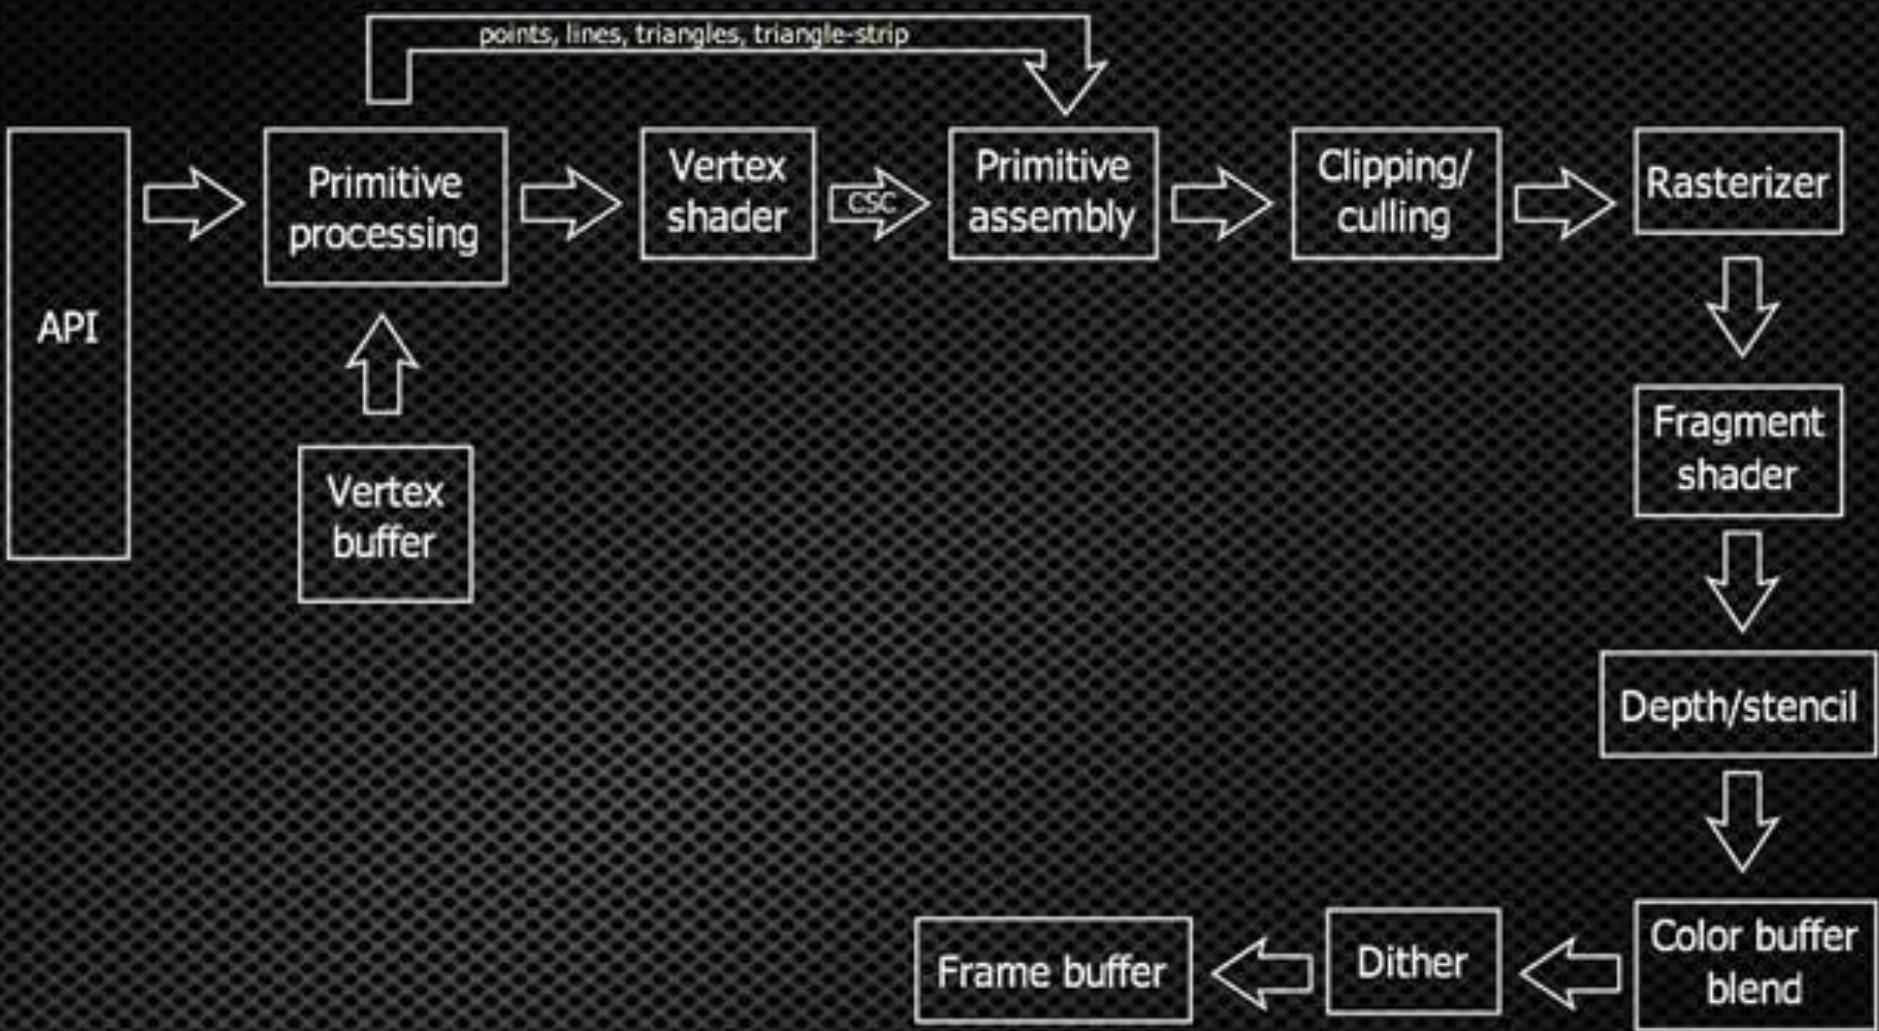 points, lines, triangles, triangle-strip
API
Primitive
processing
Vertex
shader
CSC
Primitive
assembly
Clipping/
culling
Rasterizer
Vertex
buffer
Fragment
shader
Depth/stencil
Color buffer
blend
Dither
Frame buffer